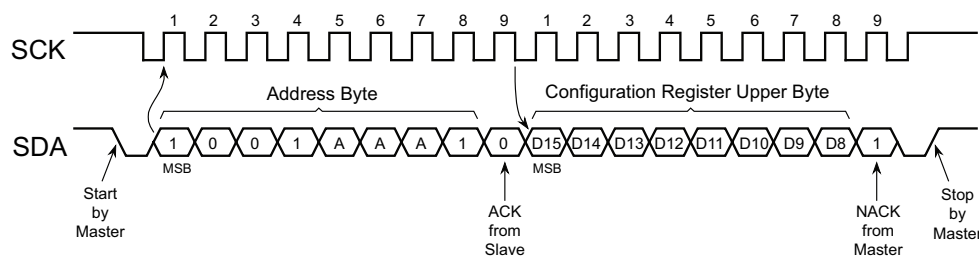 1 2 3 4 5 6 7 8 9 1 2 3 4 5 6 7 8 9
SCK
Address Byte
Configuration Register Upper Byte
SDA
1 0 0 1 A A A 1 0 D15 D14 D13 D12 D11 D10 D9 D8 1
MSB
MSB
Start
by
Master
ACK
from
Slave
NACK
from
Master
Stop
by
Master